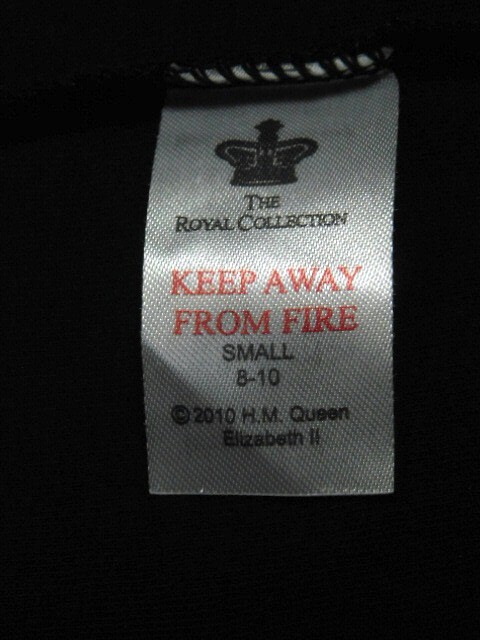 THE
ROYAL COLLECTION
KEEP AWAY
FROM FIRE
SMALL
8-10
© 2010 H.M. Queen
Elizabeth II